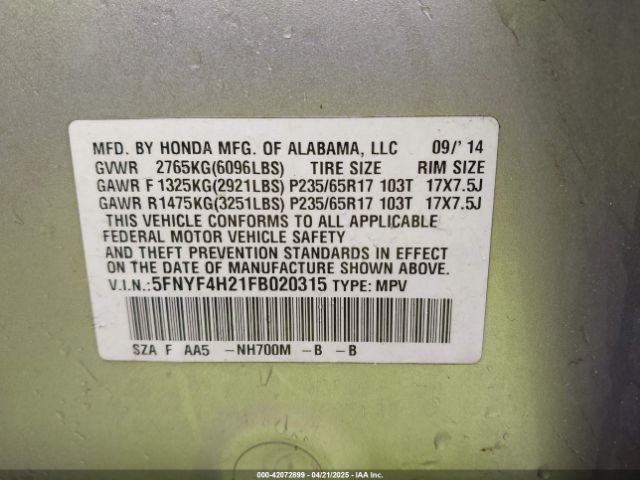 MFD. BY HONDA MFG. OF ALABAMA, LLC 09/'14
GVWR 2765KG(6096LBS) TIRE SIZE RIM SIZE
GAWR F 1325KG(2921LBS) P235/65R17 103T 17X7.5J
GAWR R1475KG(3251LBS) P235/65R17 103T 17X7.5J
THIS VEHICLE CONFORMS TO ALL APPLICABLE
FEDERAL MOTOR VEHICLE SAFETY
AND THEFT PREVENTION STANDARDS IN EFFECT
ON THE DATE OF MANUFACTURE SHOWN ABOVE.
V.I.N.:5FNYF4H21FB020315 TYPE: MPV
SZA F AA5 -NH700M -B -B
000-42072899 - 04/21/2025 - IAAI, Inc.